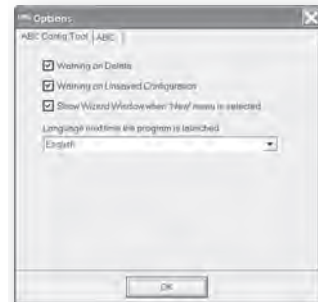 Options
ABC Config Tool ABC
Warning on Delete
Warning on Unsaved Configuration
Show Wizard Window when 'New' menu is selected
Language next time the program is launched
English
OK